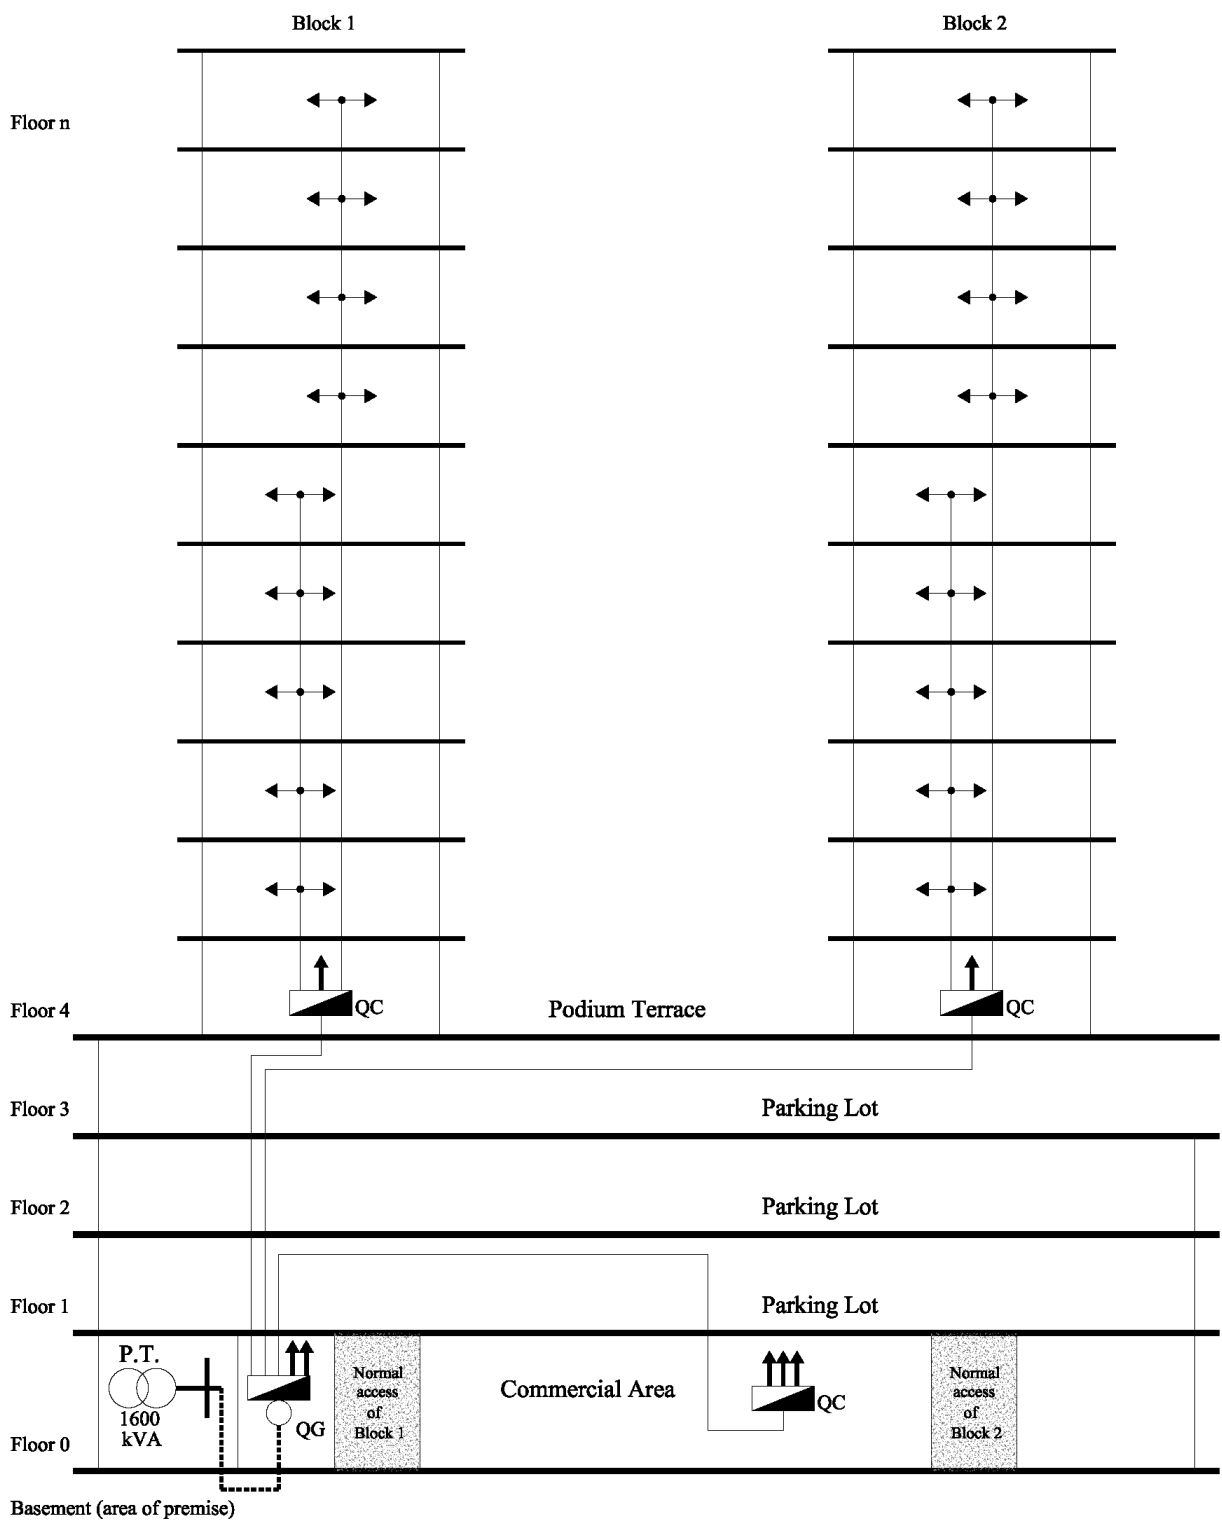 Block 1
Block 2
Floor n
Floor 4
QC
Podium Terrace
QC
Floor 3
Parking Lot
Floor 2
Parking Lot
Floor 1
Parking Lot
P.T.
1600
kVA
QG
Normal
access
of
Block 1
Commercial Area
QC
Normal
access
of
Block 2
Floor 0
Basement (area of premise)